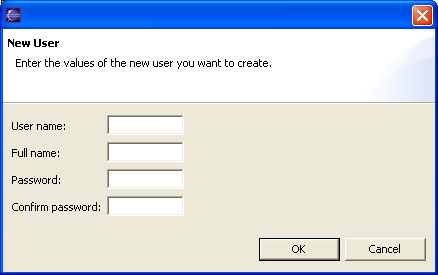 New User
Enter the values of the new user you want to create.
User name:
Full name:
Password:
Confirm password:
OK
Cancel